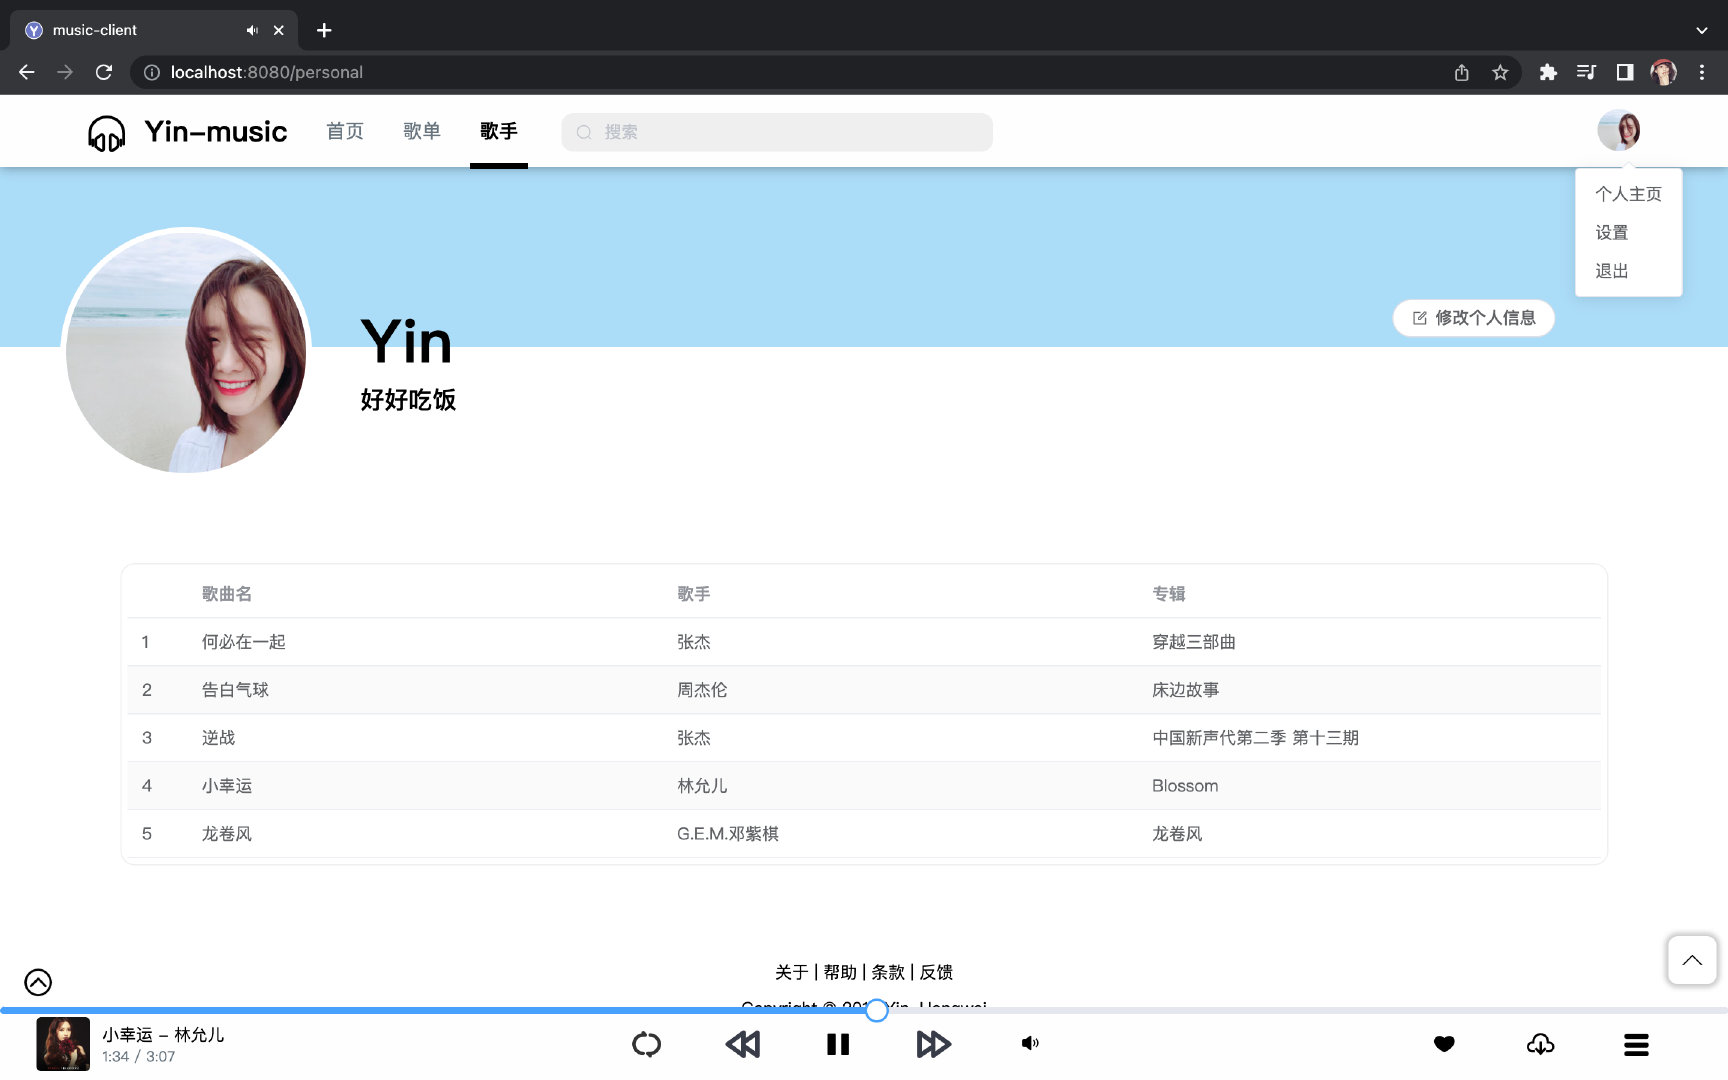 music-client
localhost:8080/personal
Yin-music 首页 歌单 歌手 搜索
个人主页
设置
退出
修改个人信息
Yin
好好吃饭
歌曲名 歌手 专辑
1 何必在一起 张杰 穿越三部曲
2 告白气球 周杰伦 床边故事
3 逆战 张杰 中国新声代第二季 第十三期
4 小幸运 林允儿 Blossom
5 龙卷风 G.E.M.邓紫棋 龙卷风
关于 | 帮助 | 条款 | 反馈
Copyright © Yin-Hongwei
小幸运 - 林允儿
1:34 / 3:07